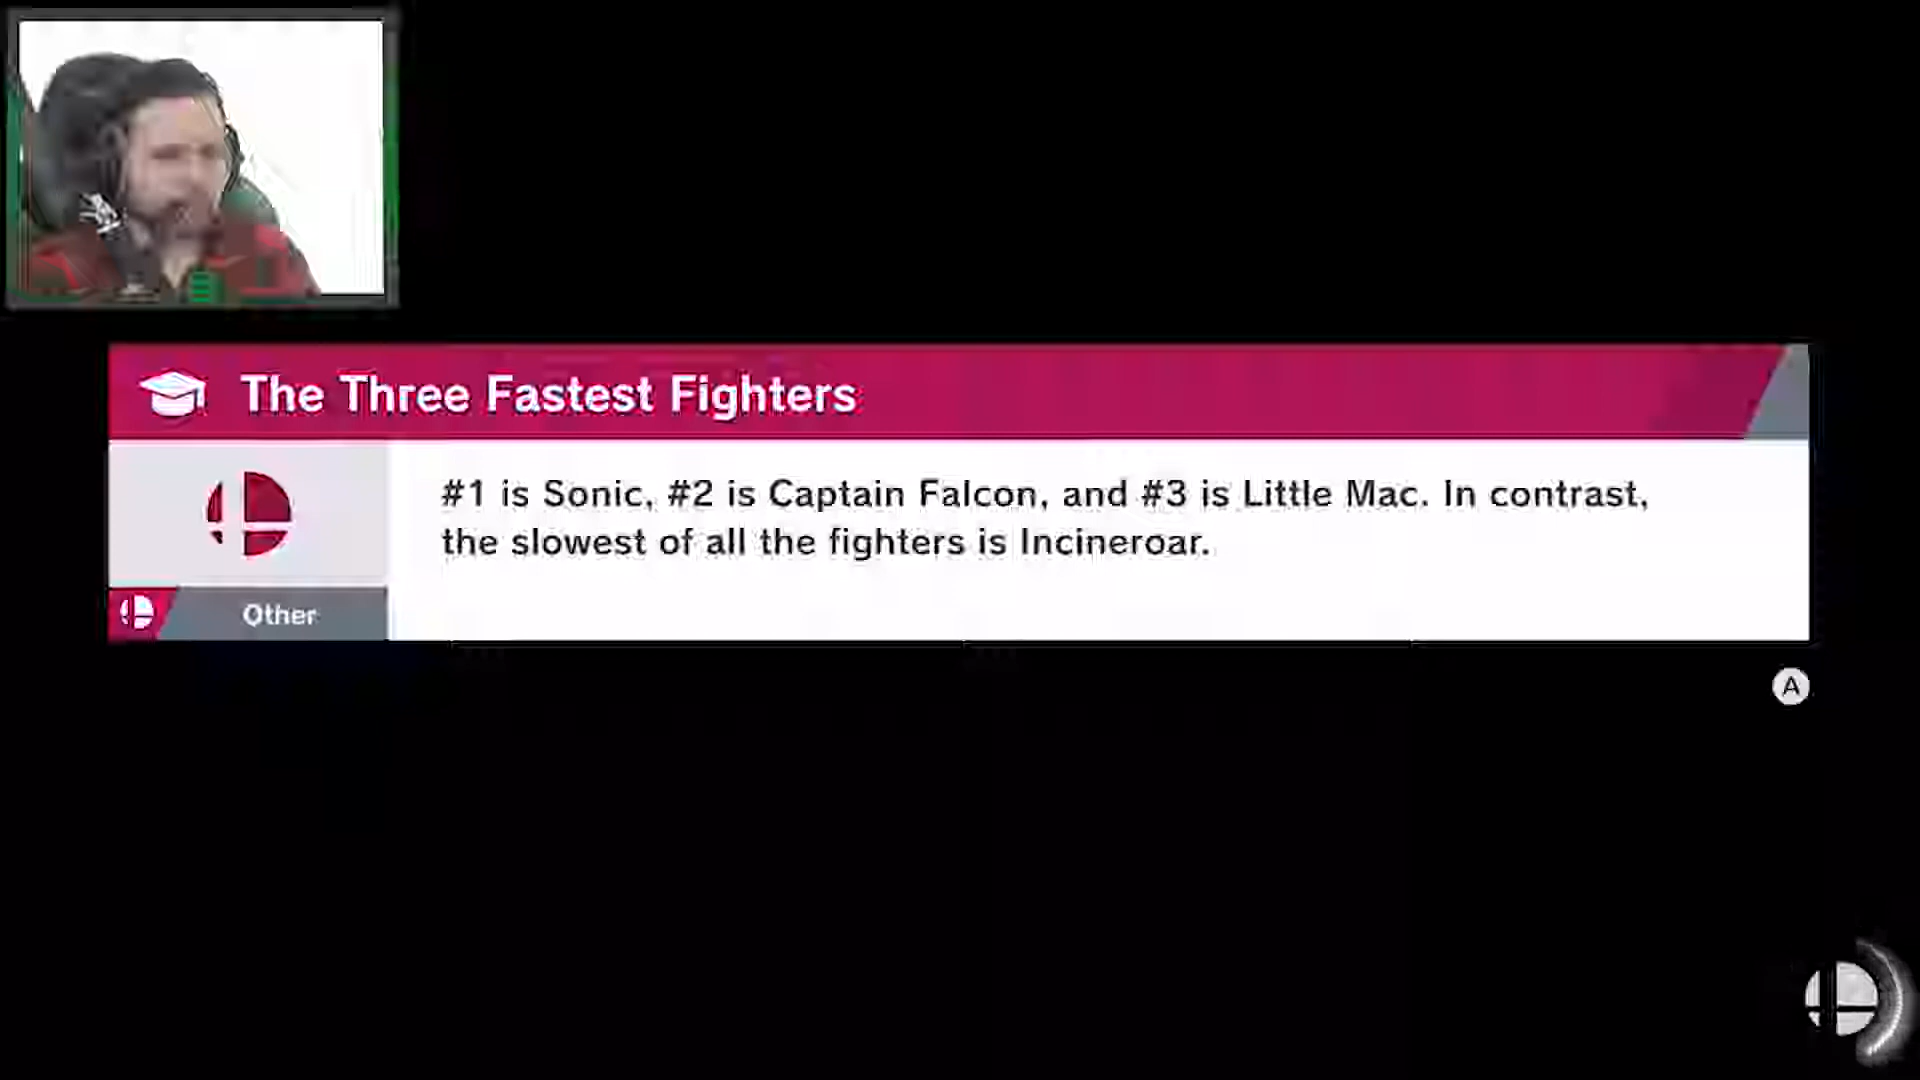 The Three Fastest Fighters
#1 is Sonic, #2 is Captain Falcon, and #3 is Little Mac. In contrast,
the slowest of all the fighters is Incineroar.
Other
A